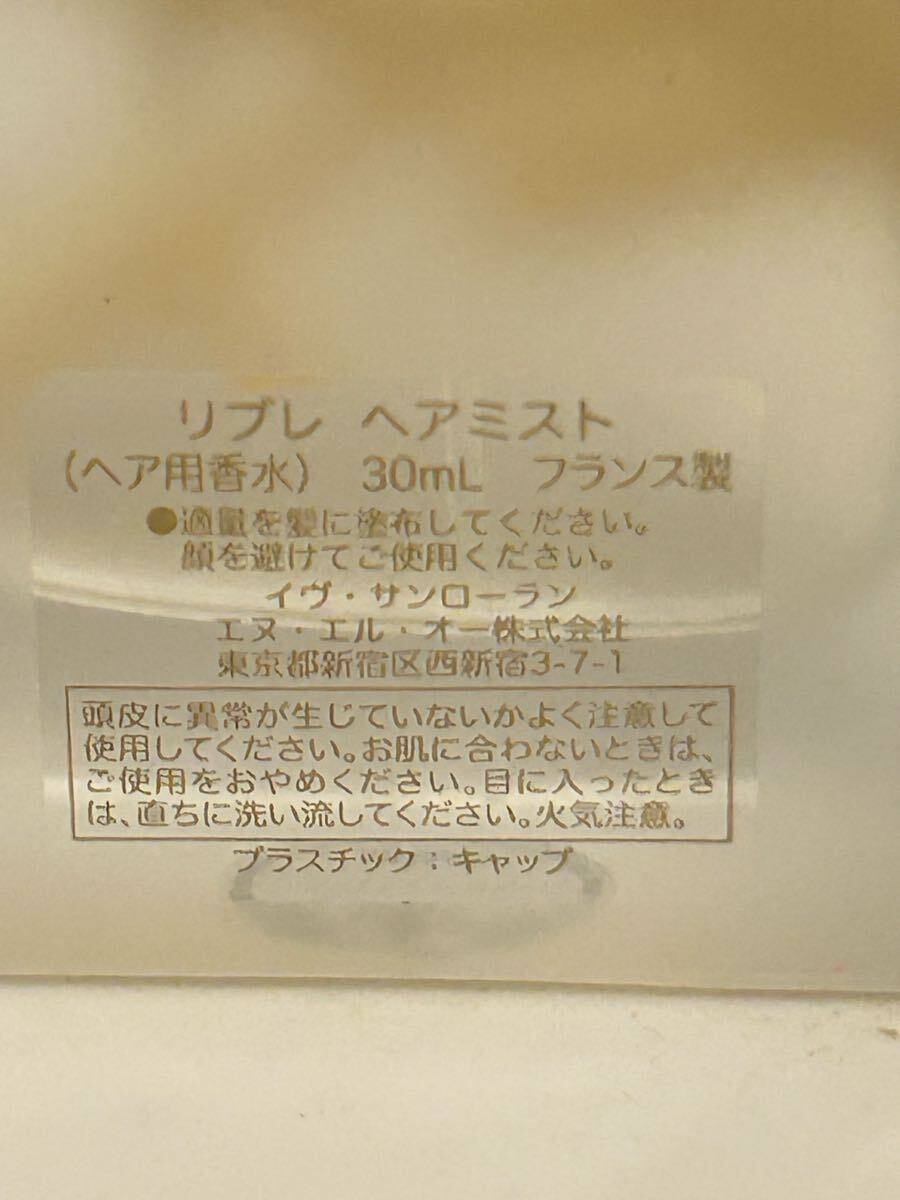 リブレ ヘアミスト
(ヘア用香水) 30mL フランス製
●適量を髪に塗布してください。
顔を避けてご使用ください。
イヴ・サンローラン
エヌ・エル・オー株式会社
東京都新宿区西新宿3-7-1
頭皮に異常が生じていないかよく注意して
使用してください。お肌に合わないときは、
ご使用をおやめください。目に入ったとき
は、直ちに洗い流してください。火気注意。
プラスチック：キャップ